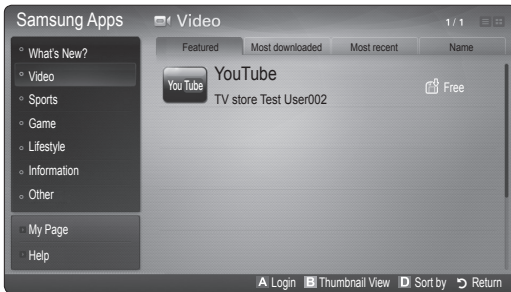 Samsung Apps
Video
1/1
What's New?
Video
Sports
Game
Lifestyle
Information
Other
My Page
Help
Featured
Most downloaded
Most recent
Name
You Tube
YouTube
TV store Test User002
Free
A Login B Thumbnail View D Sort by Return